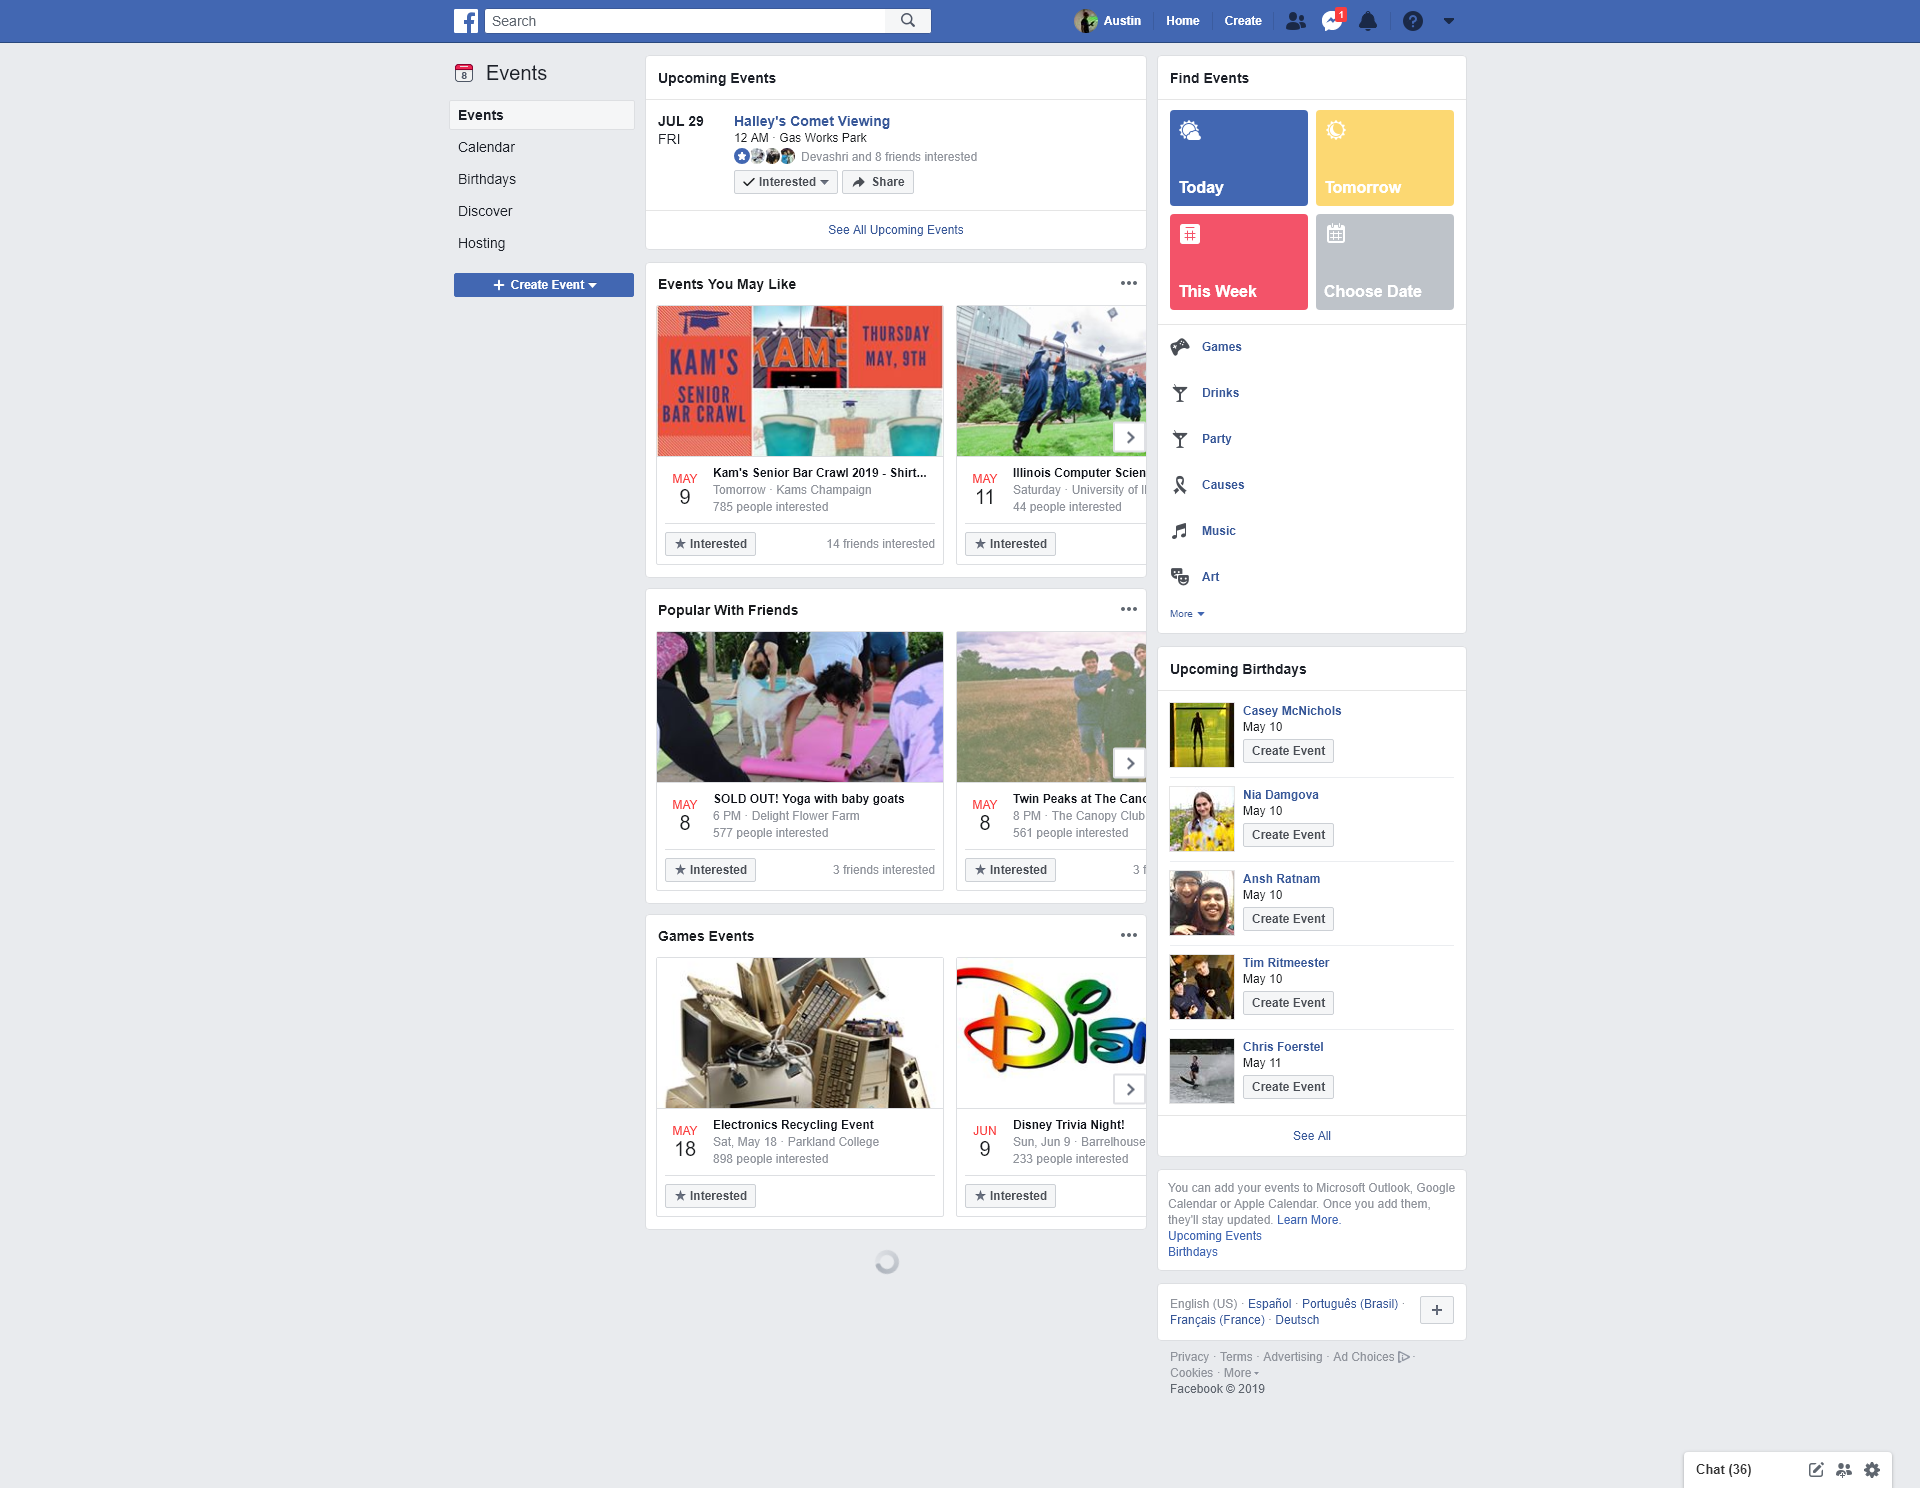 Search
Austin
Home
Create
1
8
Events
Events
Calendar
Birthdays
Discover
Hosting
Create Event
Upcoming Events
JUL 29
FRI
Halley's Comet Viewing
12 AM · Gas Works Park
Devashri and 8 friends interested
Interested
Share
See All Upcoming Events
Events You May Like
KAM'S
SENIOR
BAR CRAWL
KAMS
THURSDAY
MAY, 9TH
MAY
9
Kam's Senior Bar Crawl 2019 - Shirt...
Tomorrow · Kams Champaign
785 people interested
Interested
14 friends interested
MAY
11
Illinois Computer Scien
Saturday · University of Il
44 people interested
Interested
Popular With Friends
MAY
8
SOLD OUT! Yoga with baby goats
6 PM · Delight Flower Farm
577 people interested
Interested
3 friends interested
MAY
8
Twin Peaks at The Cano
8 PM · The Canopy Club
561 people interested
Interested
3 f
Games Events
MAY
18
Electronics Recycling Event
Sat, May 18 · Parkland College
898 people interested
Interested
Disn
JUN
9
Disney Trivia Night!
Sun, Jun 9 · Barrelhouse
233 people interested
Interested
Find Events
Today
Tomorrow
This Week
Choose Date
Games
Drinks
Party
Causes
Music
Art
More
Upcoming Birthdays
Casey McNichols
May 10
Create Event
Nia Damgova
May 10
Create Event
Ansh Ratnam
May 10
Create Event
Tim Ritmeester
May 10
Create Event
Chris Foerstel
May 11
Create Event
See All
You can add your events to Microsoft Outlook, Google
Calendar or Apple Calendar. Once you add them,
they'll stay updated. Learn More.
Upcoming Events
Birthdays
English (US) · Español · Português (Brasil) ·
Français (France) · Deutsch
Privacy · Terms · Advertising · Ad Choices ·
Cookies · More
Facebook © 2019
Chat (36)